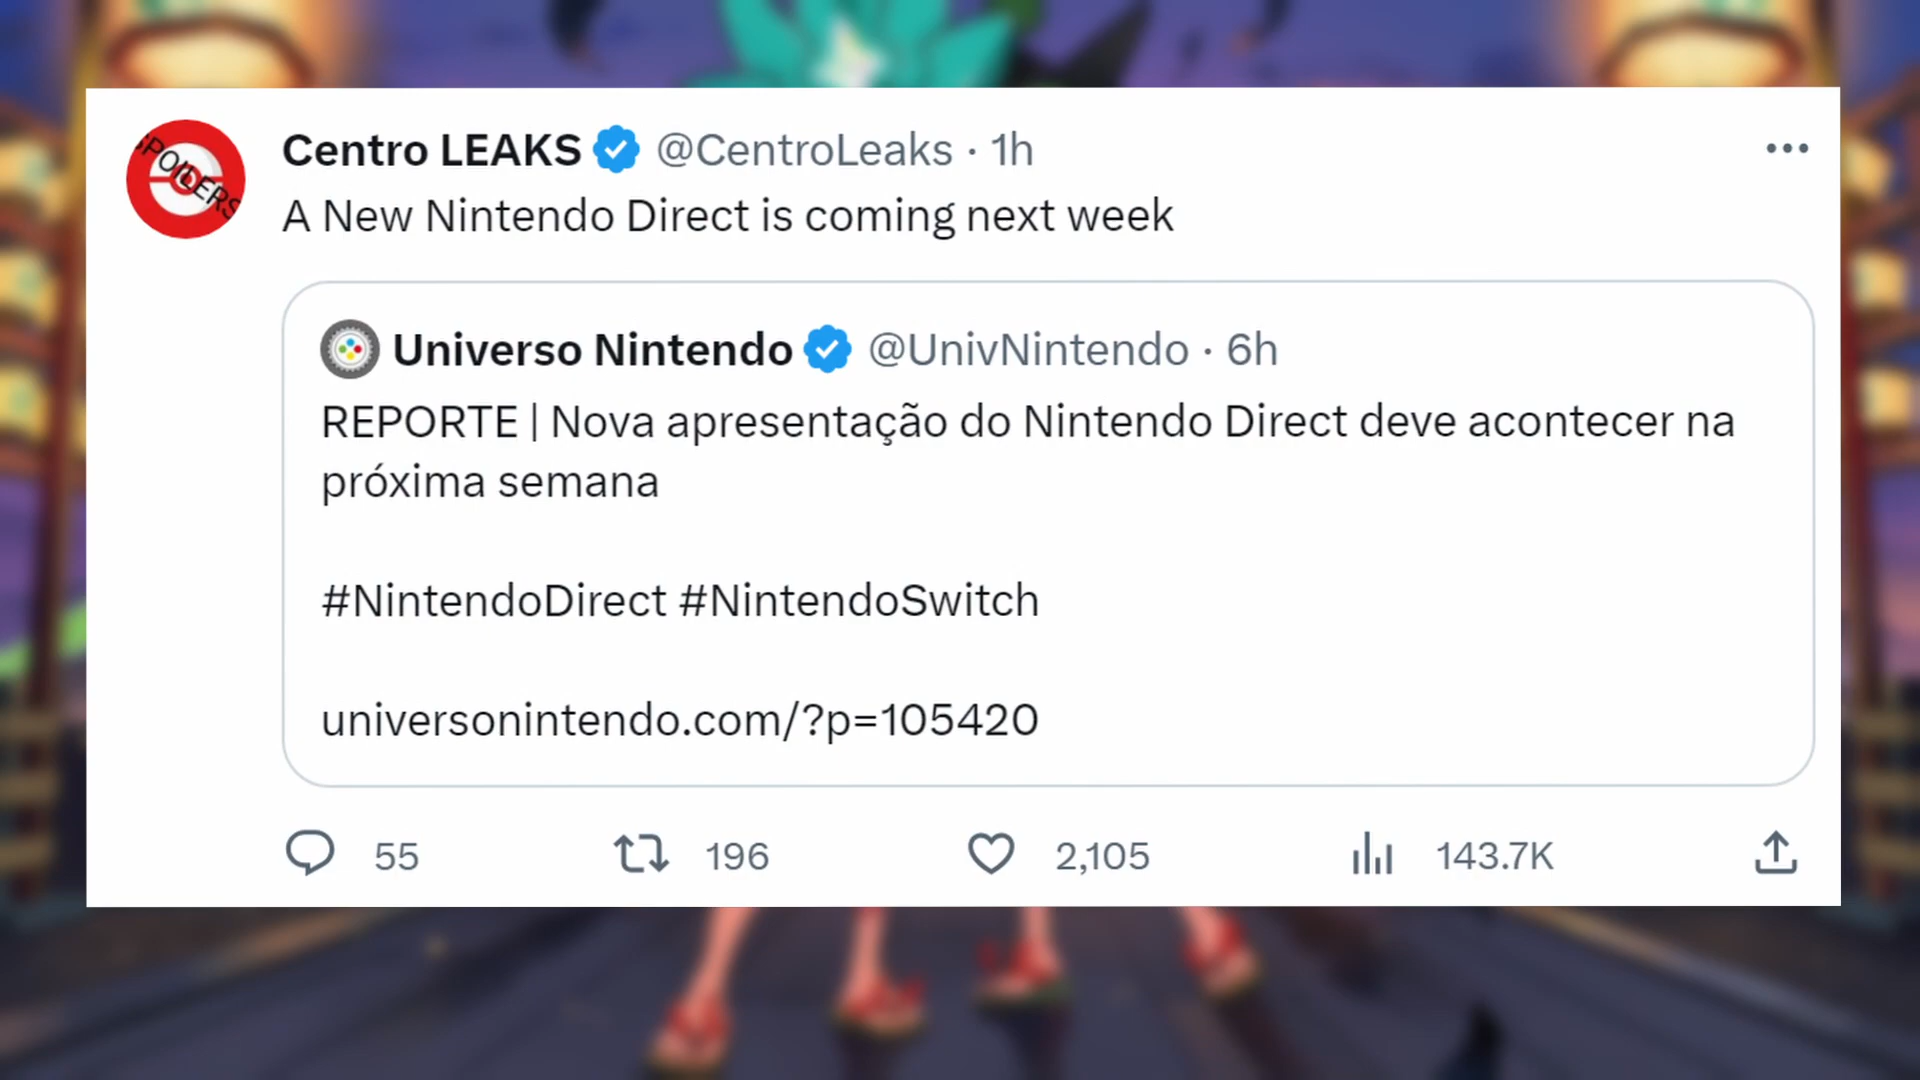 SPOILERS
Centro LEAKS @CentroLeaks · 1h
A New Nintendo Direct is coming next week
Universo Nintendo @UnivNintendo · 6h
REPORTE | Nova apresentação do Nintendo Direct deve acontecer na
próxima semana
#NintendoDirect #NintendoSwitch
universonintendo.com/?p=105420
55 196 2,105 143.7K